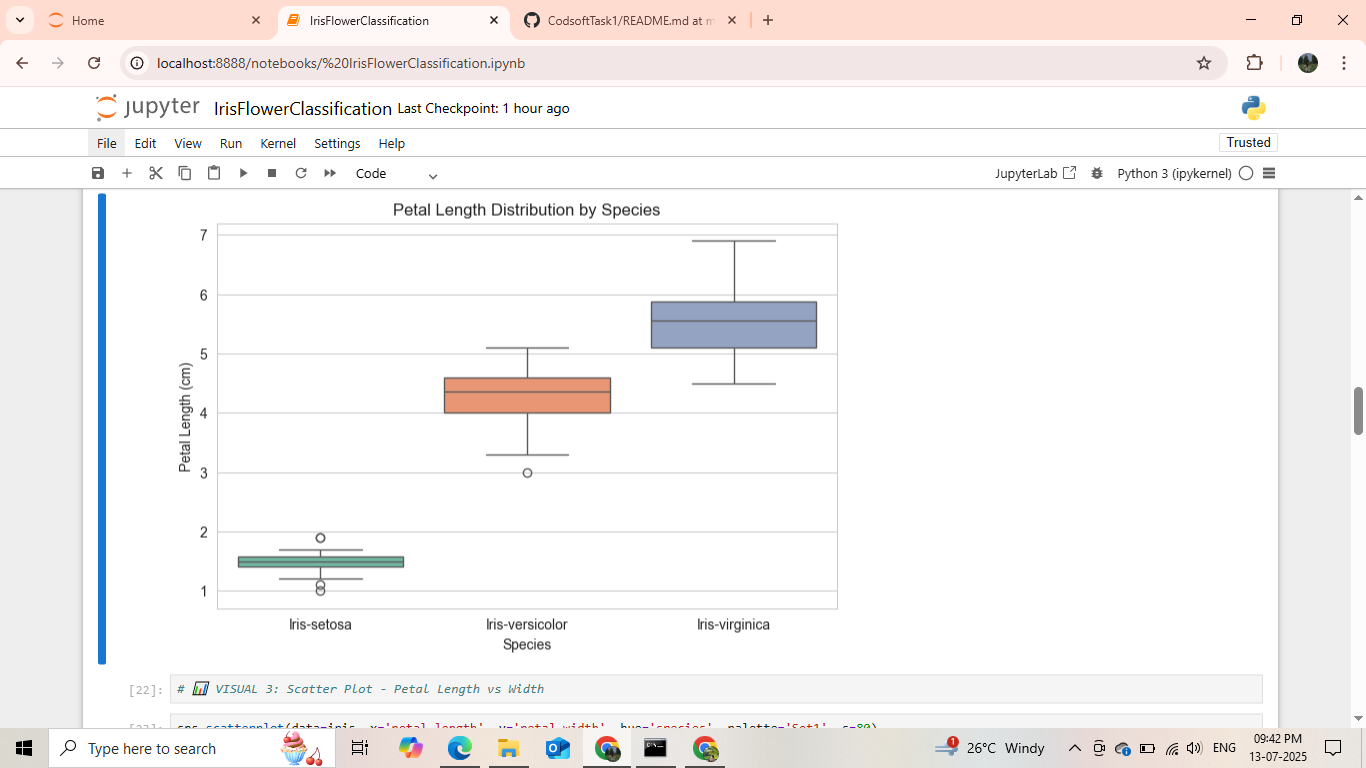 Home
IrisFlowerClassification
CodsoftTask1/README.md at m
localhost:8888/notebooks/%20IrisFlowerClassification.ipynb
jupyter IrisFlowerClassification Last Checkpoint: 1 hour ago
File Edit View Run Kernel Settings Help
Trusted
Code
JupyterLab
Python 3 (ipykernel)
Petal Length Distribution by Species
7
6
5
4
3
2
1
Petal Length (cm)
Iris-setosa Iris-versicolor Iris-virginica
Species
[22]: # 📊 VISUAL 3: Scatter Plot - Petal Length vs Width
[23]: sns.scatterplot(data=iris, x='petal_length', y='petal_width', hue='species', palette='Set1', s=80)
Type here to search
1
26°C Windy
ENG
09:42 PM
13-07-2025